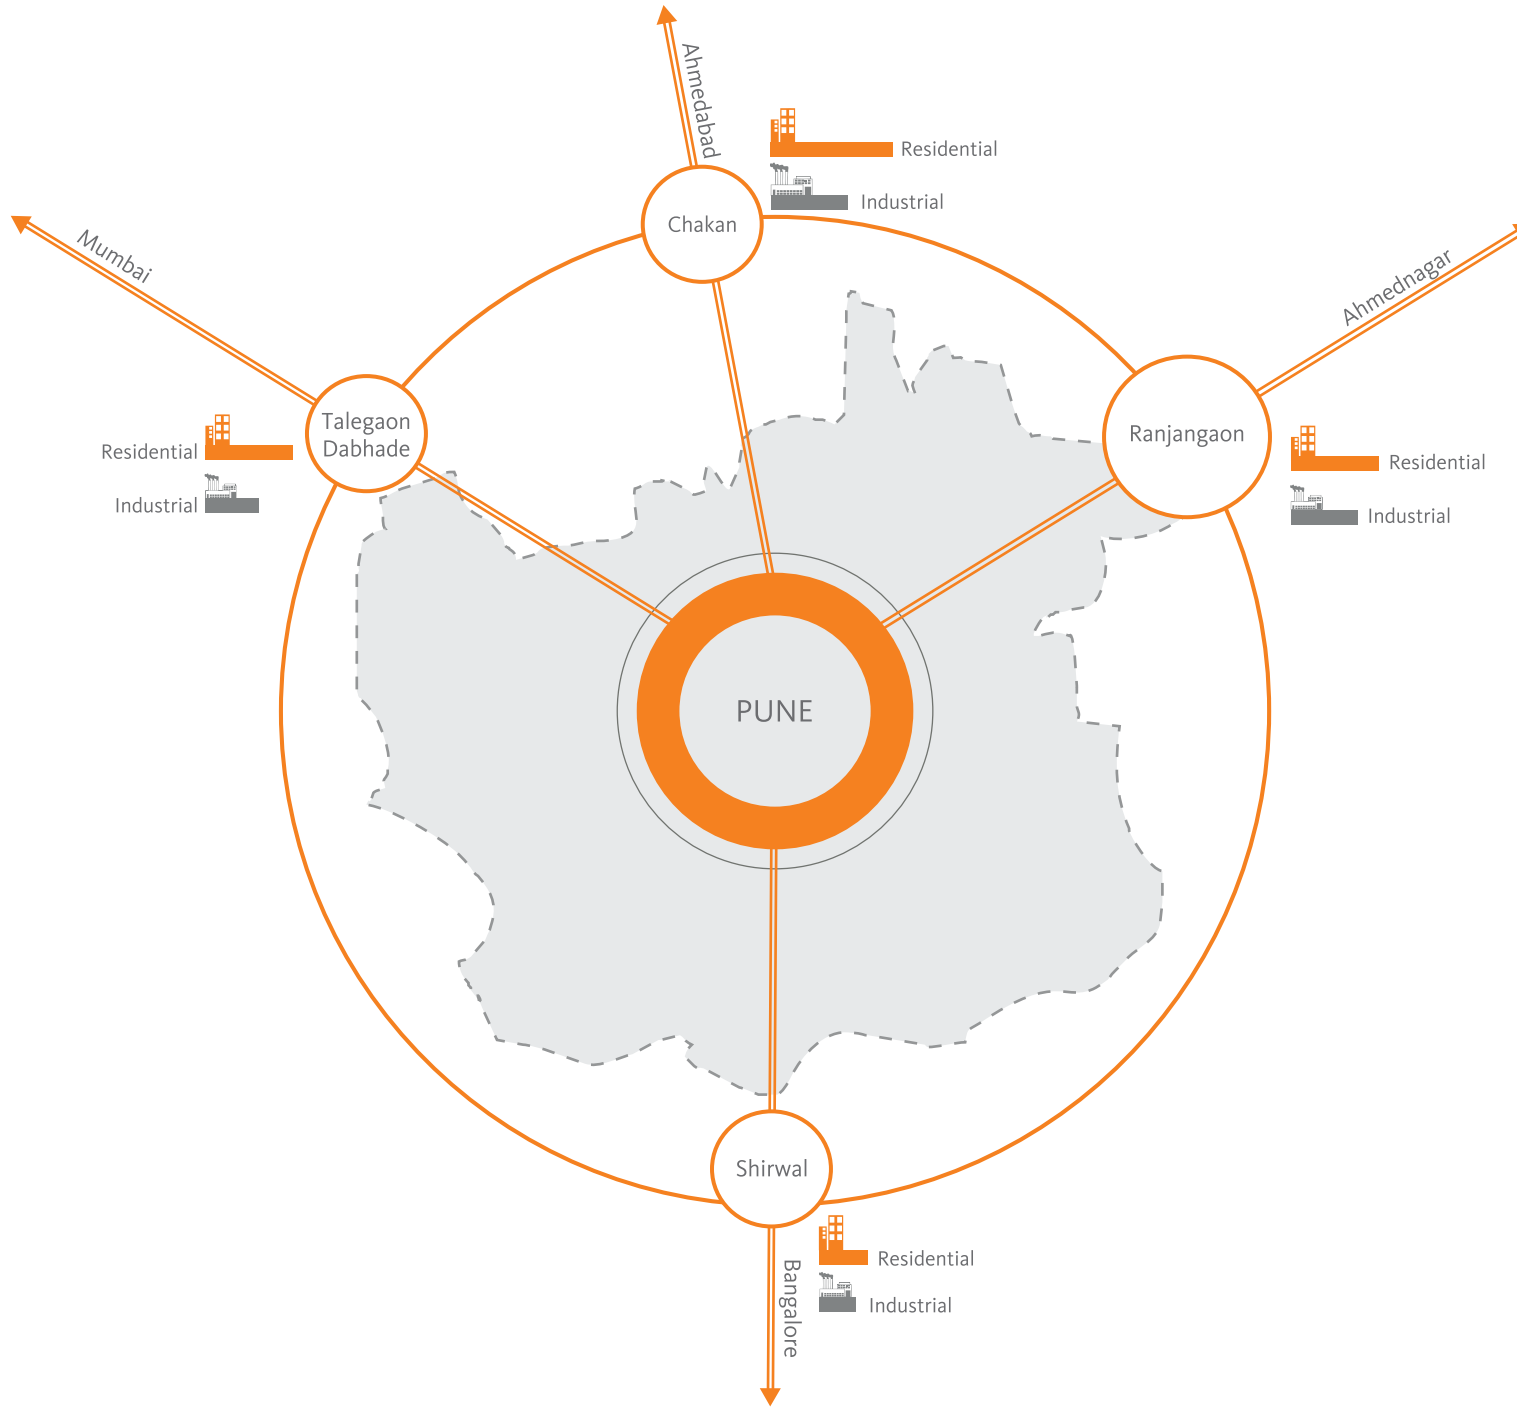 Ahmedabad
Residential
Industrial
Chakan
Mumbai
Ahmednagar
Talegaon
Dabhade
Residential
Industrial
Ranjangaon
Residential
Industrial
PUNE
Shirwal
Residential
Industrial
Bangalore